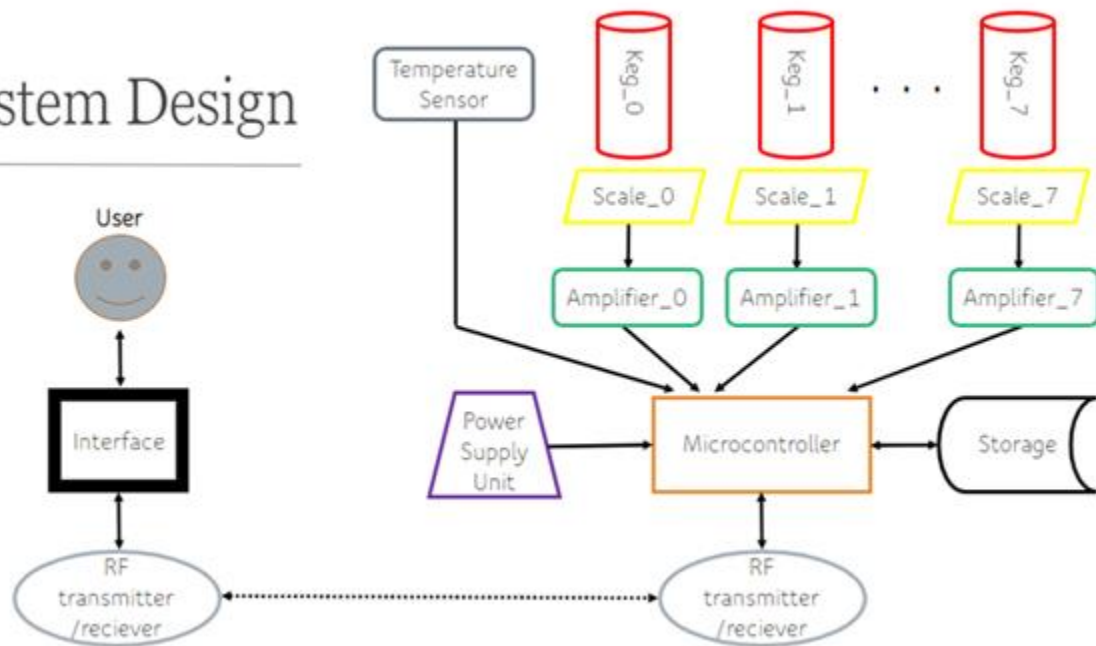 stem Design
Temperature
Sensor
Keg_0
Keg_1
. . . .
Keg_7
Scale_0
Scale_1
Scale_7
User
Amplifier_0
Amplifier_1
Amplifier_7
Interface
Power
Supply
Unit
Microcontroller
Storage
RF
transmitter
/reciever
RF
transmitter
/reciever